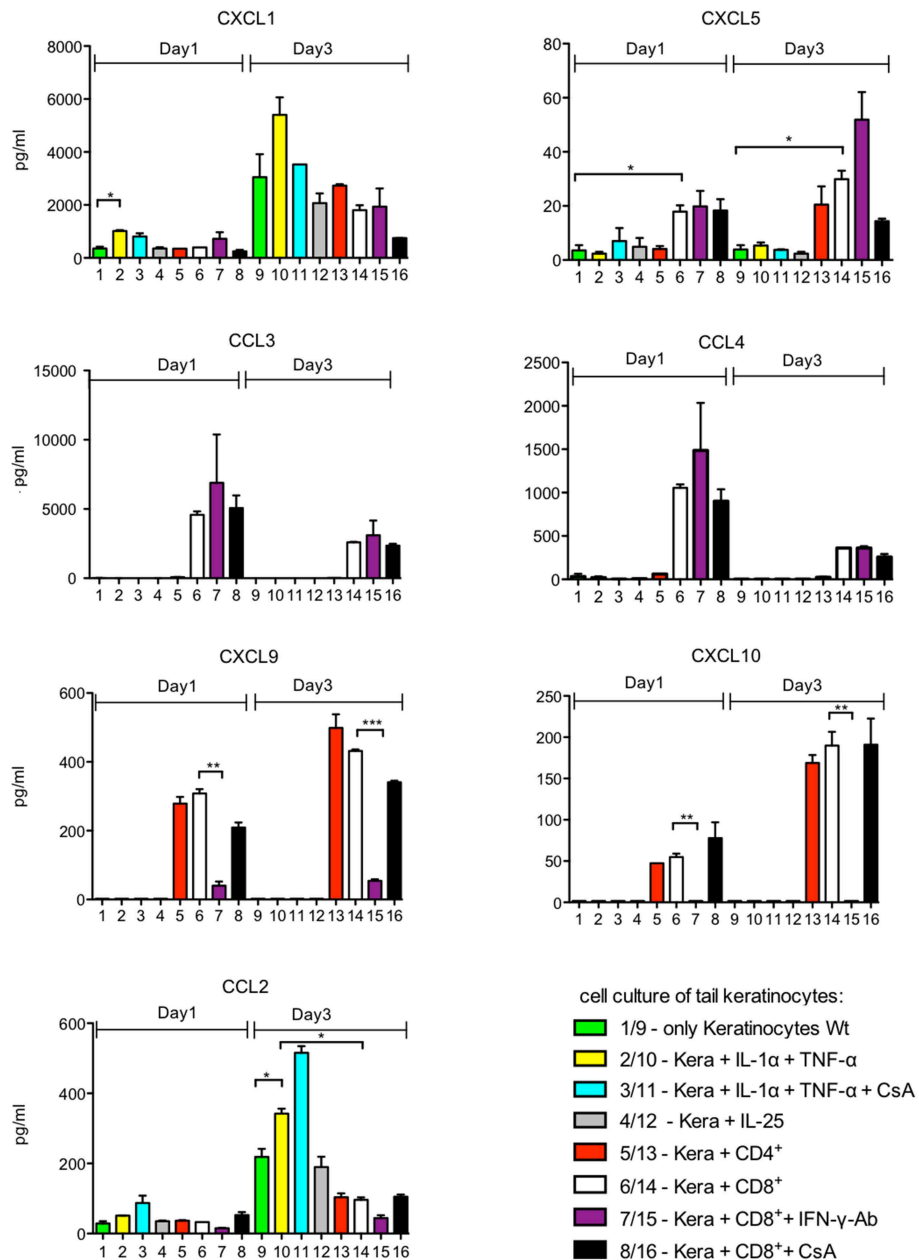 CXCL1
Day1 Day3
8000
6000
4000
2000
0
pg/ml
*
1 2 3 4 5 6 7 8 9 10 11 12 13 14 15 16
CXCL5
Day1 Day3
80
60
40
20
0
* *
1 2 3 4 5 6 7 8 9 10 11 12 13 14 15 16
CCL3
Day1 Day3
15000
10000
5000
0
pg/ml
1 2 3 4 5 6 7 8 9 10 11 12 13 14 15 16
CCL4
Day1 Day3
2500
2000
1500
1000
500
0
1 2 3 4 5 6 7 8 9 10 11 12 13 14 15 16
CXCL9
Day1 Day3
600
400
200
0
pg/ml
** ***
1 2 3 4 5 6 7 8 9 10 11 12 13 14 15 16
CXCL10
Day1 Day3
250
200
150
100
50
0
** **
1 2 3 4 5 6 7 8 9 10 11 12 13 14 15 16
CCL2
Day1 Day3
600
400
200
0
pg/ml
* *
1 2 3 4 5 6 7 8 9 10 11 12 13 14 15 16
cell culture of tail keratinocytes:
1/9 - only Keratinocytes Wt
2/10 - Kera + IL-1α + TNF-α
3/11 - Kera + IL-1α + TNF-α + CsA
4/12 - Kera + IL-25
5/13 - Kera + CD4⁺
6/14 - Kera + CD8⁺
7/15 - Kera + CD8⁺ + IFN-γ-Ab
8/16 - Kera + CD8⁺ + CsA